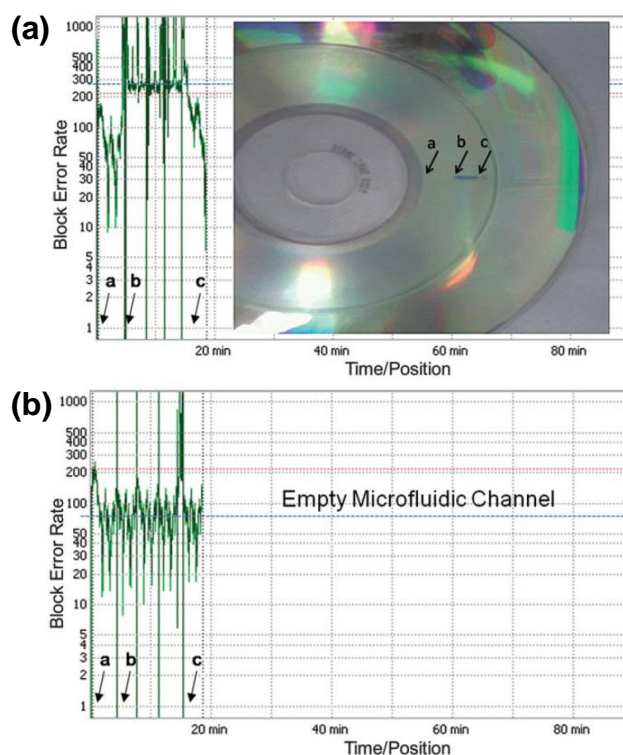 (a)
1000
500
400
300
200
100
50
40
30
20
10
5
4
3
2
1
Block Error Rate
a b c
a b c
20 min 40 min 60 min 80 min
Time/Position
(b)
1000
500
400
300
200
100
50
40
30
20
10
5
4
3
2
1
Block Error Rate
Empty Microfluidic Channel
a b c
20 min 40 min 60 min 80 min
Time/Position